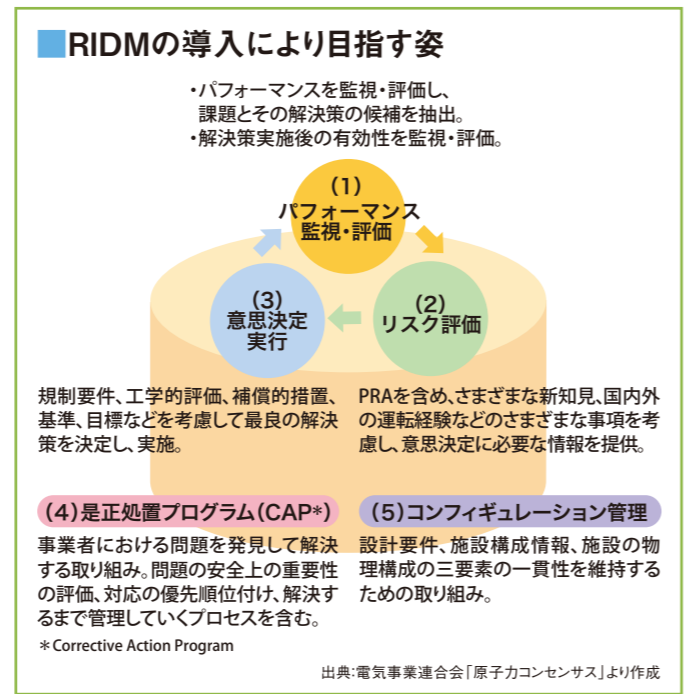 RIDMの導入により目指す姿
・パフォーマンスを監視・評価し、
課題とその解決策の候補を抽出。
・解決策実施後の有効性を監視・評価。
(1)
パフォーマンス
監視・評価
(2)
リスク評価
(3)
意思決定
実行
規制要件、工学的評価、補償的措置、
基準、目標などを考慮して最良の解決
策を決定し、実施。
PRAを含め、さまざまな新知見、国内外
の運転経験などのさまざまな事項を考
慮し、意思決定に必要な情報を提供。
(4)是正処置プログラム(CAP*)
事業者における問題を発見して解決
する取り組み。問題の安全上の重要性
の評価、対応の優先順位付け、解決す
るまで管理していくプロセスを含む。
*Corrective Action Program
(5)コンフィギュレーション管理
設計要件、施設構成情報、施設の物
理構成の三要素の一貫性を維持する
ための取り組み。
出典:電気事業連合会「原子力コンセンサス」より作成